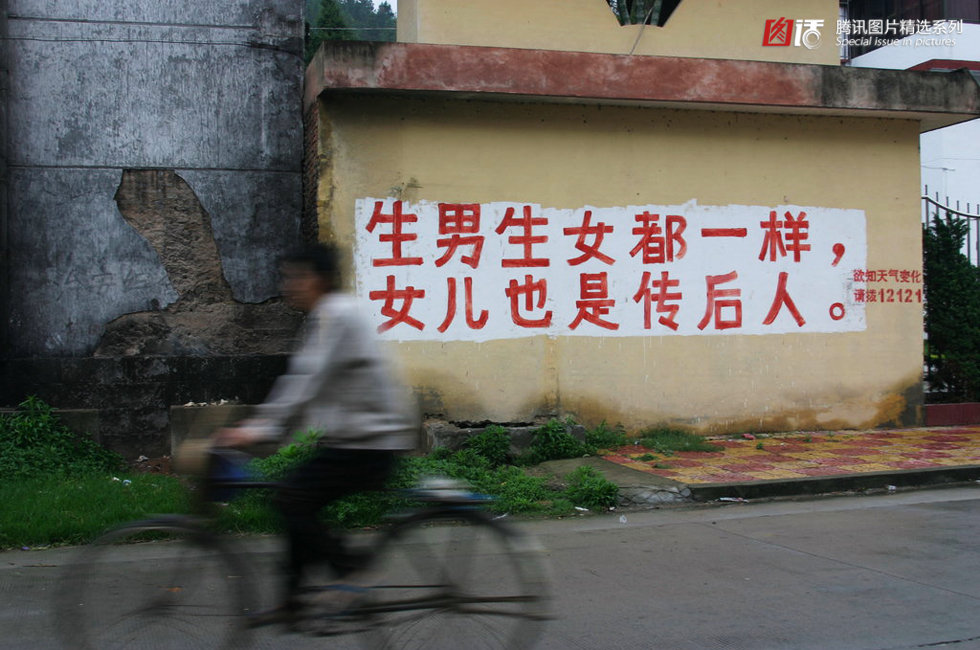 图话
腾讯图片精选系列
Special issue in pictures
生男生女都一样，
女儿也是传后人。
欲知天气变化
请拨12121